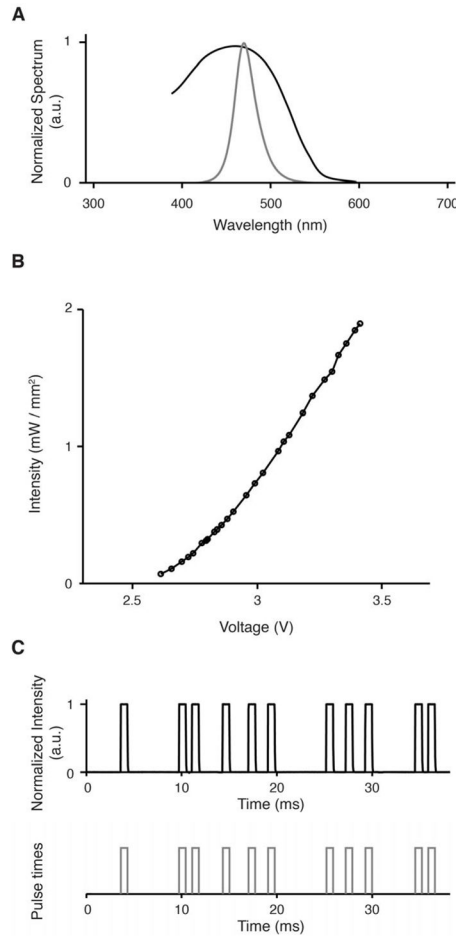 A
Normalized Spectrum
(a.u.)
1
0
300 400 500 600 700
Wavelength (nm)
B
Intensity (mW / mm²)
2
1
0
2.5 3 3.5
Voltage (V)
C
Normalized Intensity
(a.u.)
1
0
0 10 20 30
Time (ms)
Pulse times
0 10 20 30
Time (ms)